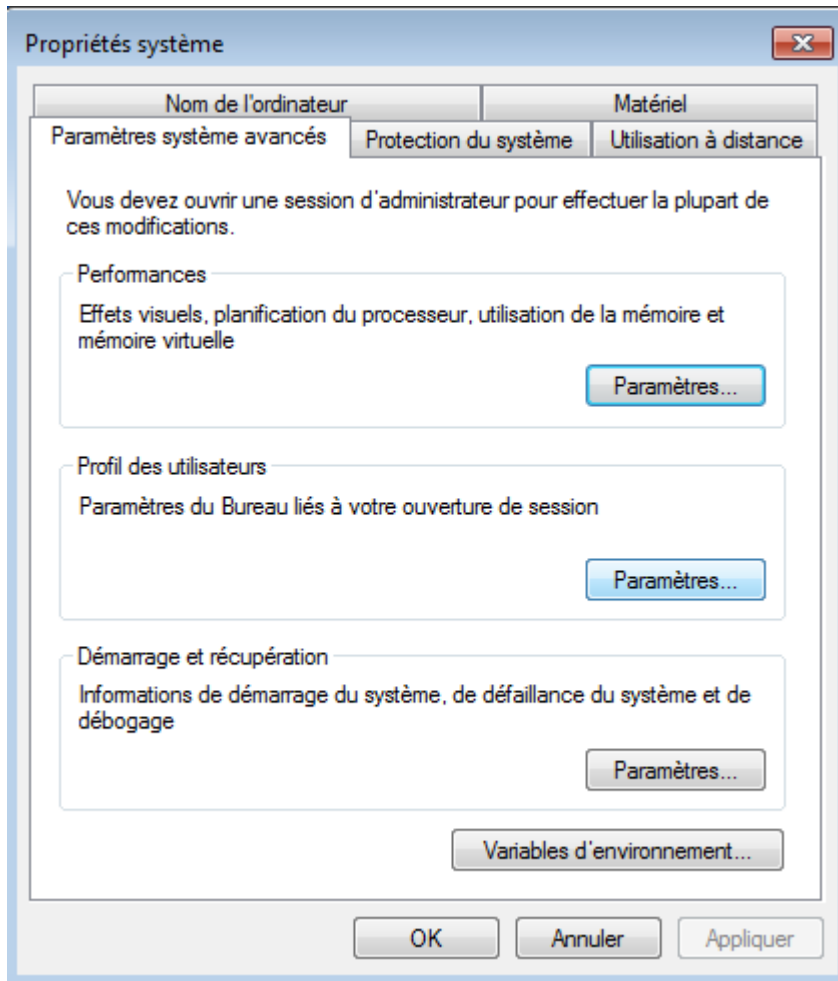 Propriétés système
Nom de l'ordinateur
Matériel
Paramètres système avancés
Protection du système
Utilisation à distance
Vous devez ouvrir une session d'administrateur pour effectuer la plupart de
ces modifications.
Performances
Effets visuels, planification du processeur, utilisation de la mémoire et
mémoire virtuelle
Paramètres...
Profil des utilisateurs
Paramètres du Bureau liés à votre ouverture de session
Paramètres...
Démarrage et récupération
Informations de démarrage du système, de défaillance du système et de
débogage
Paramètres...
Variables d'environnement...
OK
Annuler
Appliquer